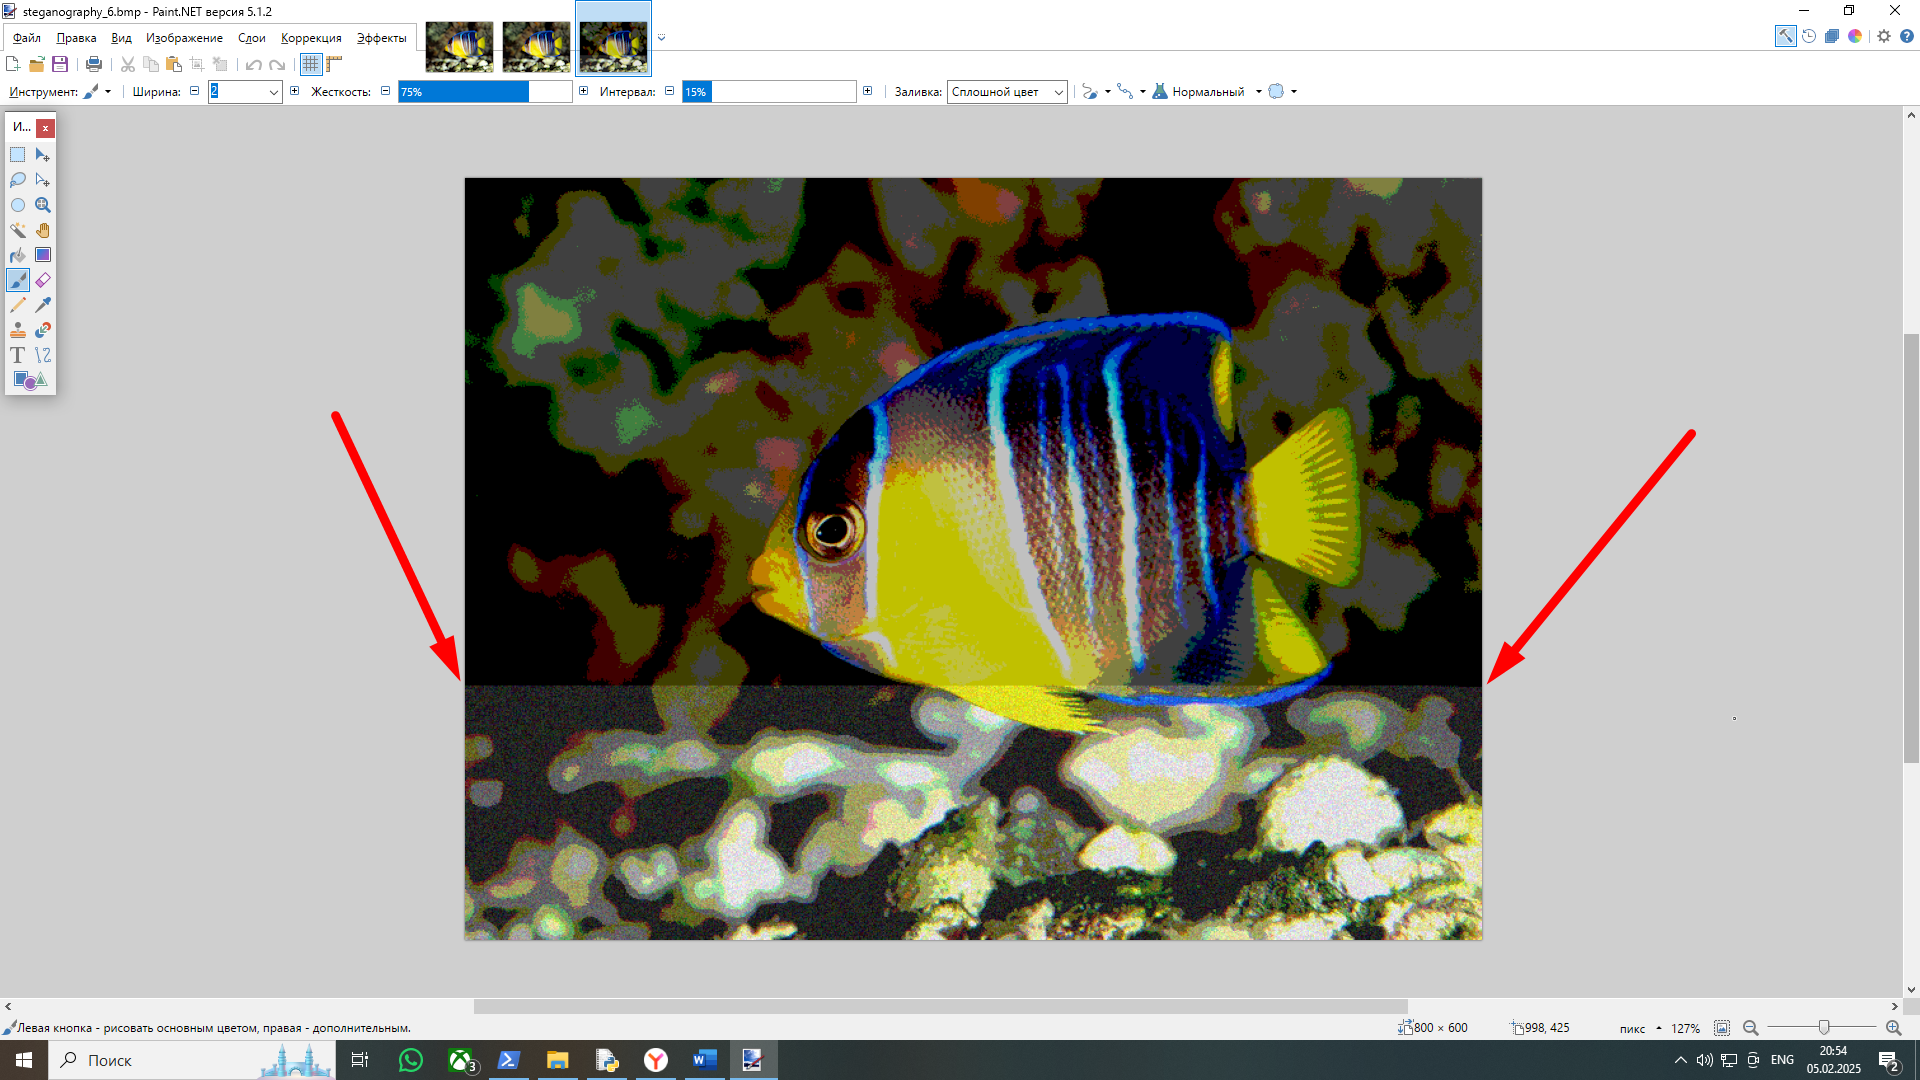 steganography_6.bmp - Paint.NET версия 5.1.2
Файл Правка Вид Изображение Слои Коррекция Эффекты
Инструмент: Ширина: 2 Жесткость: 75% Интервал: 15% Заливка: Сплошной цвет Нормальный
И... x
T
Левая кнопка - рисовать основным цветом, правая - дополнительным.
800 × 600 998, 425 пикс 127%
Поиск 3 ENG 20:54
05.02.2025 2